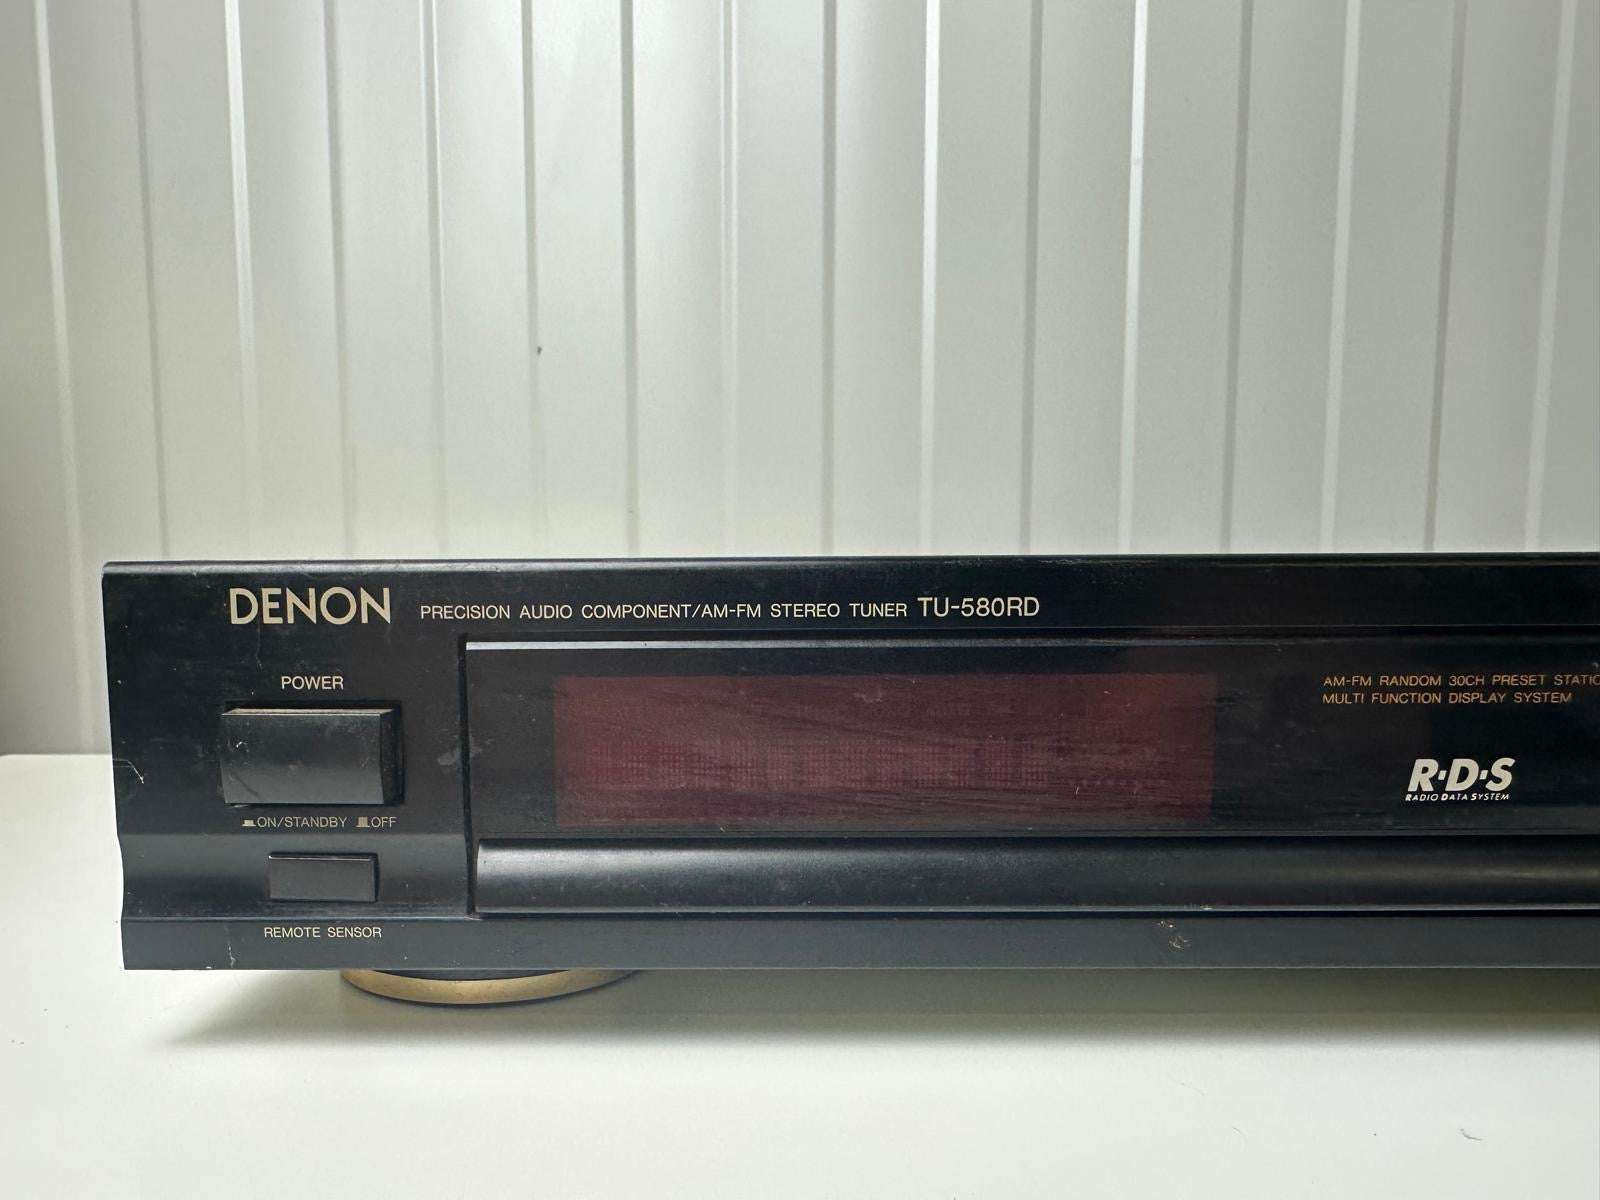 DENON PRECISION AUDIO COMPONENT/AM-FM STEREO TUNER TU-580RD
POWER
ON/STANDBY OFF
REMOTE SENSOR
AM-FM RANDOM 30CH PRESET
MULTI FUNCTION DISPLAY SYSTEM
R·D·S
RADIO DATA SYSTEM